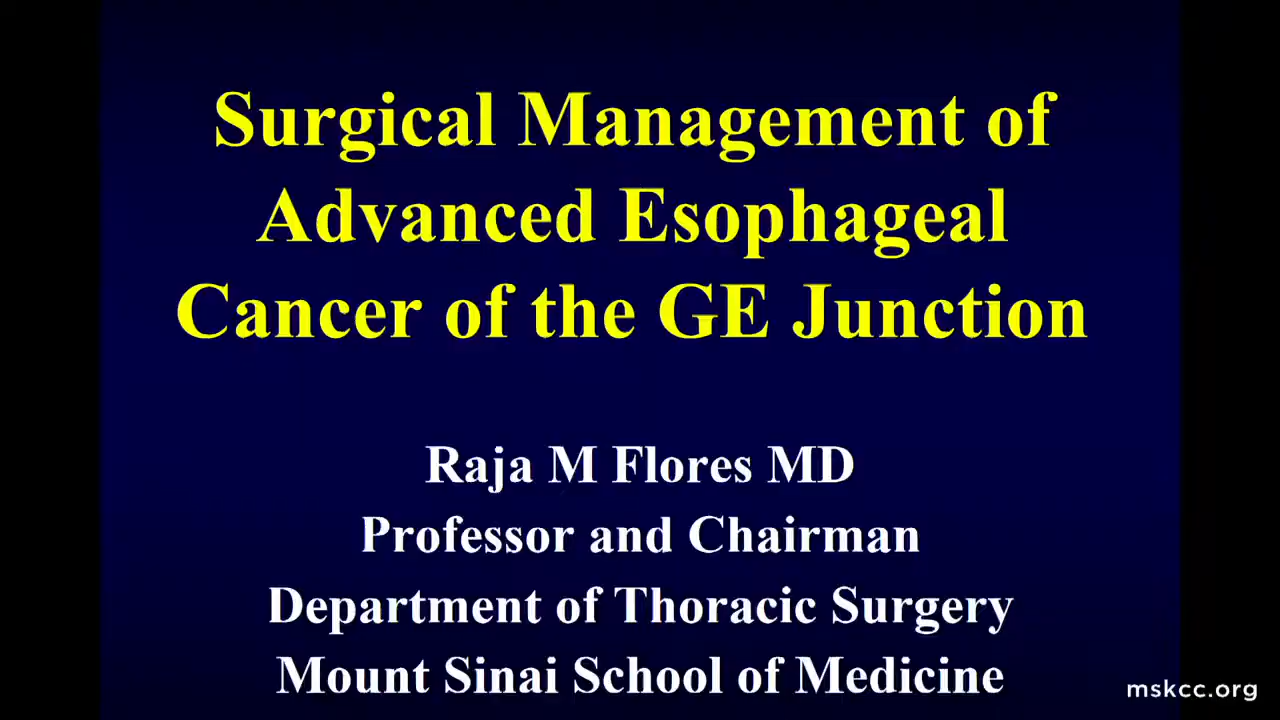 Surgical Management of
Advanced Esophageal
Cancer of the GE Junction
Raja M Flores MD
Professor and Chairman
Department of Thoracic Surgery
Mount Sinai School of Medicine
mskcc.org